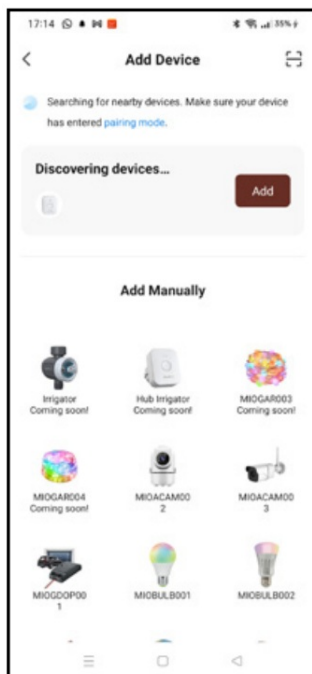 17:14 35%
Add Device
Searching for nearby devices. Make sure your device
has entered pairing mode.
Discovering devices...
Add
Add Manually
Irrigator
Coming soon!
Hub Irrigator
Coming soon!
MIOGAR003
Coming soon!
MIOGAR004
Coming soon!
MIOACAM00
2
MIOACAM00
3
MIOGDOP00
1
MIOBULB001
MIOBULB002